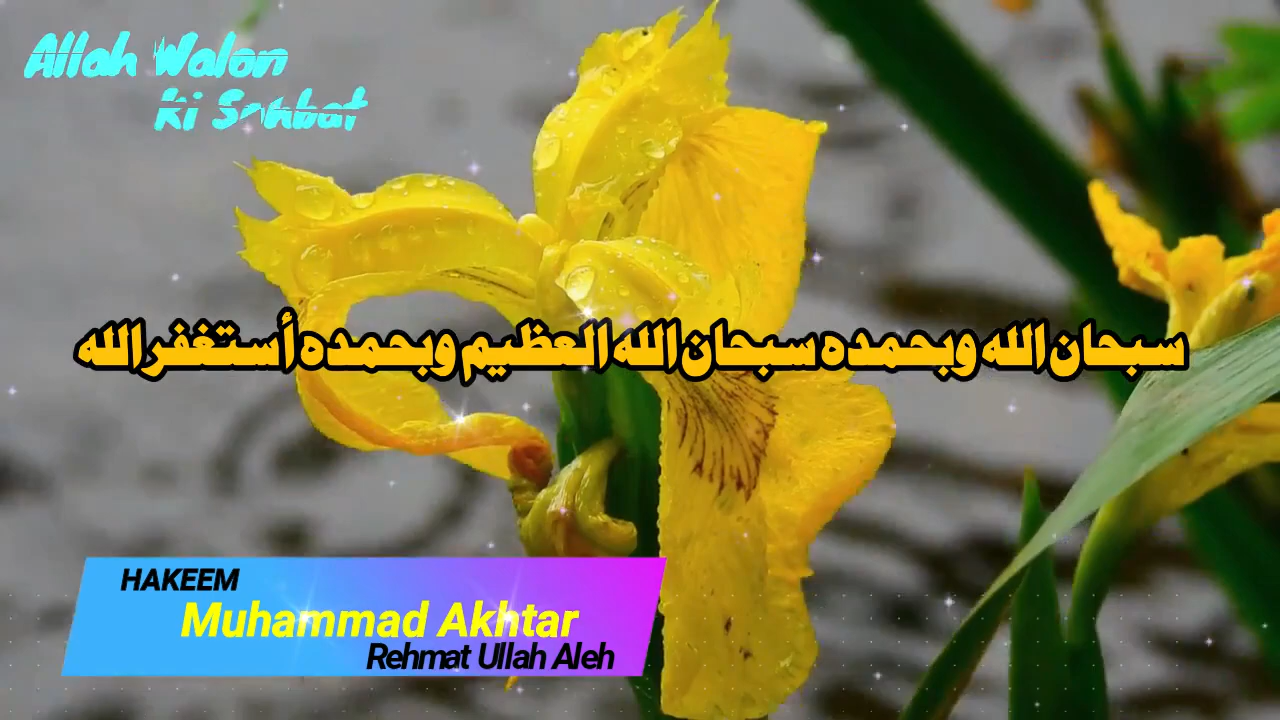 Allah Walon
ki Sohbat
سبحان الله وبحمده سبحان الله العظيم وبحمده أستغفر الله
HAKEEM
Muhammad Akhtar
Rehmat Ullah Aleh